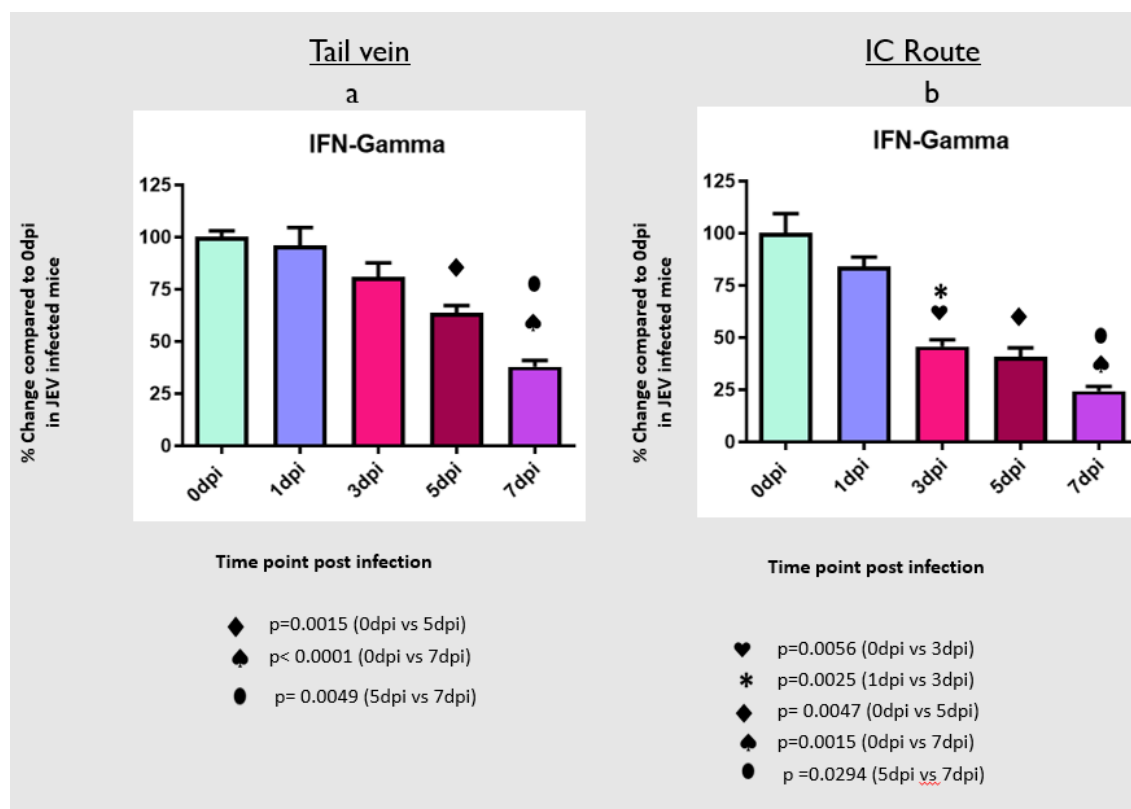 Tail vein
a
IFN-Gamma
% Change compared to 0dpi
in JEV infected mice
125
100
75
50
25
0
0dpi
1dpi
3dpi
5dpi
7dpi
Time point post infection
♦ p=0.0015 (0dpi vs 5dpi)
♠ p< 0.0001 (0dpi vs 7dpi)
● p= 0.0049 (5dpi vs 7dpi)
IC Route
b
IFN-Gamma
% Change compared to 0dpi
in JEV infected mice
125
100
75
50
25
0
0dpi
1dpi
3dpi
5dpi
7dpi
Time point post infection
♥ p=0.0056 (0dpi vs 3dpi)
* p=0.0025 (1dpi vs 3dpi)
♦ p= 0.0047 (0dpi vs 5dpi)
♠ p=0.0015 (0dpi vs 7dpi)
● p =0.0294 (5dpi vs 7dpi)